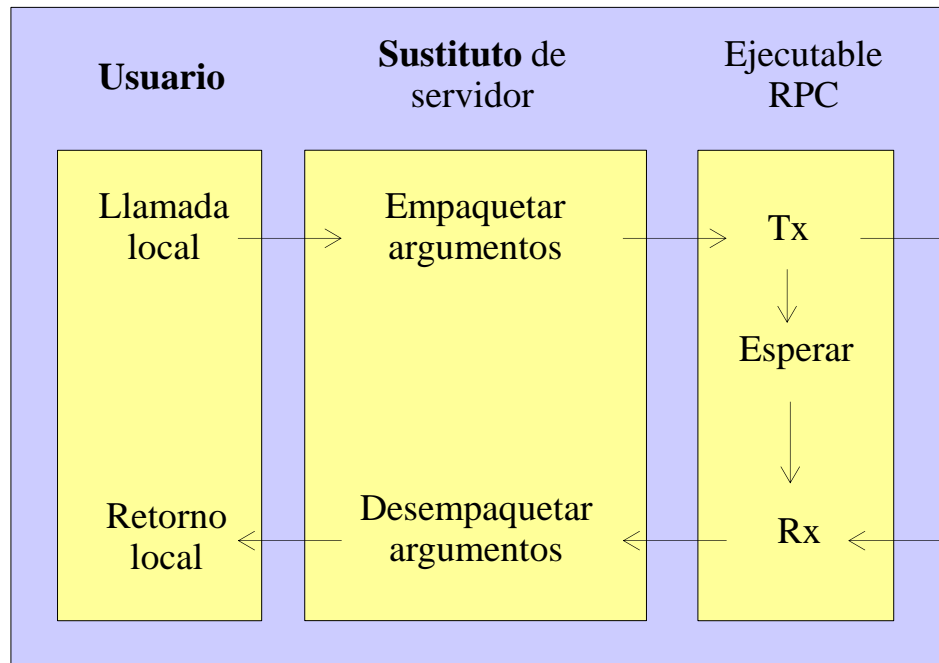 Usuario
Sustituto de
servidor
Ejecutable
RPC
Llamada
local
Empaquetar
argumentos
Tx
Esperar
Retorno
local
Desempaquetar
argumentos
Rx